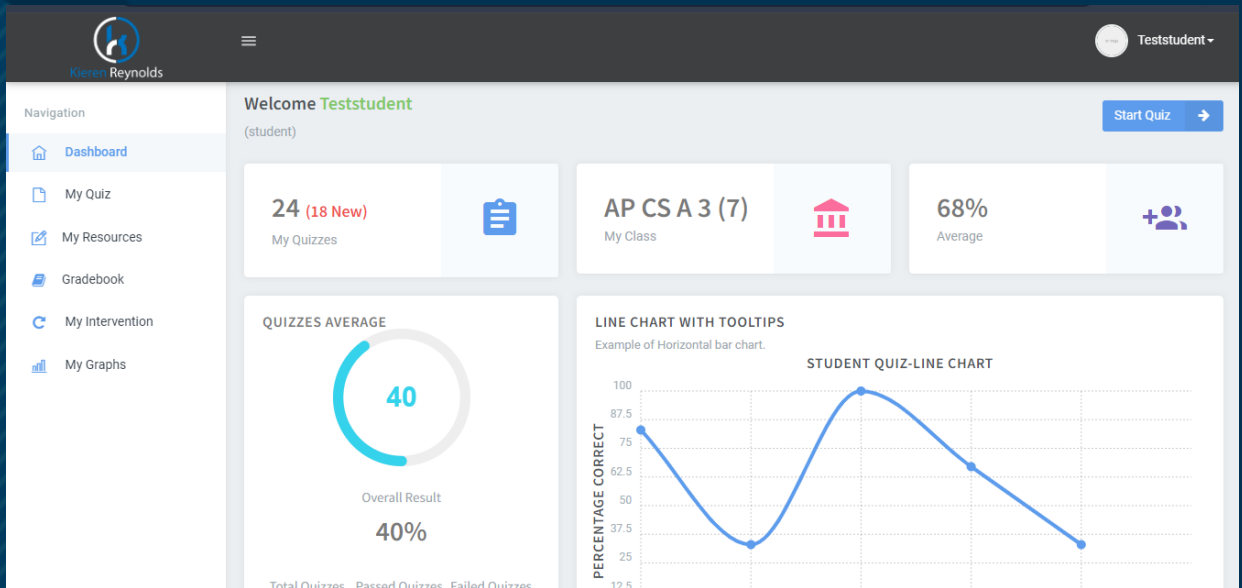 Kieren Reynolds
Teststudent
Navigation
Dashboard
My Quiz
My Resources
Gradebook
My Intervention
My Graphs
Welcome Teststudent
(student)
Start Quiz
24 (18 New)
My Quizzes
AP CS A 3 (7)
My Class
68%
Average
QUIZZES AVERAGE
40
Overall Result
40%
Total Quizzes Passed Quizzes Failed Quizzes
LINE CHART WITH TOOLTIPS
Example of Horizontal bar chart.
STUDENT QUIZ-LINE CHART
PERCENTAGE CORRECT
100
87.5
75
62.5
50
37.5
25
12.5